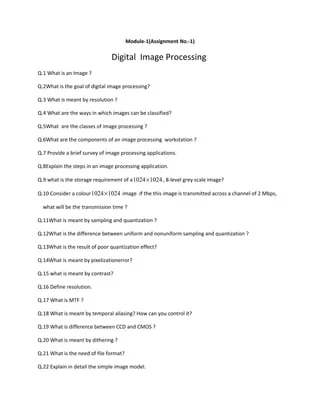 Module-1(Assignment No.-1)
Digital Image Processing
Q.1 What is an Image ?
Q.2What is the goal of digital image processing?
Q.3 What is meant by resolution ?
Q.4 What are the ways in which images can be classified?
Q.5What are the classes of image processing ?
Q.6What are the components of an image processing workstation ?
Q.7 Provide a brief survey of image processing applications.
Q.8Explain the steps in an image processing application.
Q.9 what is the storage requirement of a 1024×1024, 8-level grey scale image?
Q.10 Consider a colour 1024×1024 image .If the this image is transmitted across a channel of 2 Mbps,
what will be the transmission time ?
Q.11What is meant by sampling and quantization ?
Q.12What is the difference between uniform and nonuniform sampling and quantization ?
Q.13What is the result of poor quantization effect?
Q.14What is meant by pixelizationerror?
Q.15 what is meant by contrast?
Q.16 Define resolution.
Q.17 What is MTF ?
Q.18 What is meant by temporal aliasing? How can you control it?
Q.19 What is difference between CCD and CMOS ?
Q.20 What is meant by dithering ?
Q.21 What is the need of file format?
Q.22 Explain in detail the simple image model.